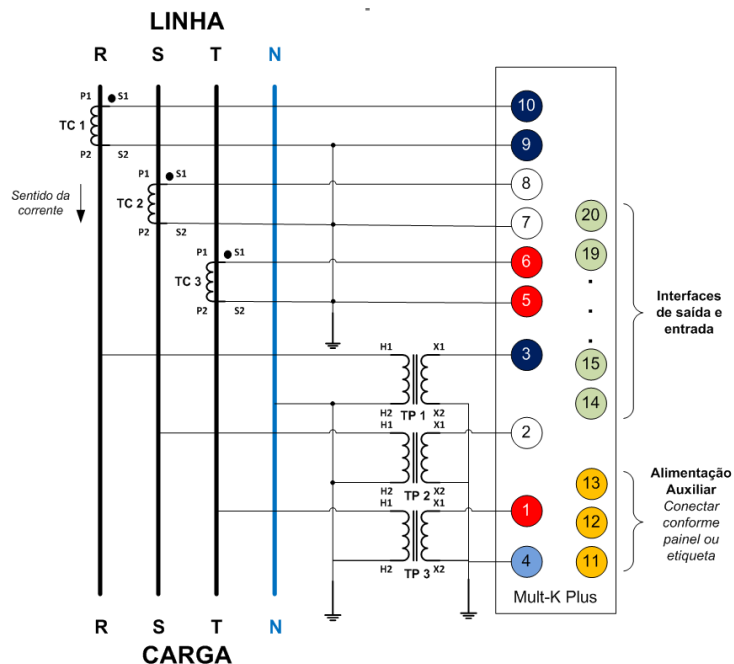 LINHA
R S T N
P1 S1
TC 1
P2 S2
10
9
P1 S1
TC 2
P2 S2
8
7
Sentido da
corrente
P1 S1
TC 3
P2 S2
6
5
20
19
15
14
Interfaces
de saída e
entrada
H1 X1
H2 X2
TP 1
3
H1 X1
H2 X2
TP 2
2
H1 X1
H2 X2
TP 3
1
4
13
12
11
Alimentação
Auxiliar
Conectar
conforme
painel ou
etiqueta
Mult-K Plus
R S T N
CARGA